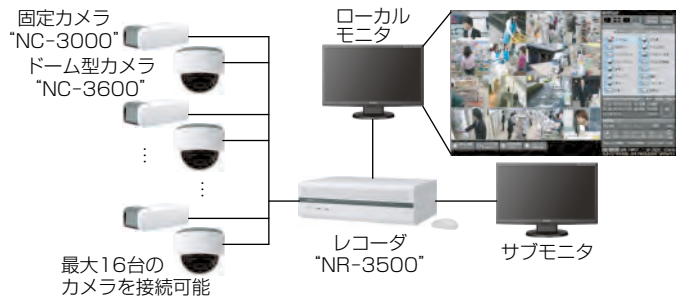 固定カメラ
“NC-3000”
ドーム型カメラ
“NC-3600”
ローカル
モニタ
レコーダ
“NR-3500”
サブモニタ
最大16台の
カメラを接続可能